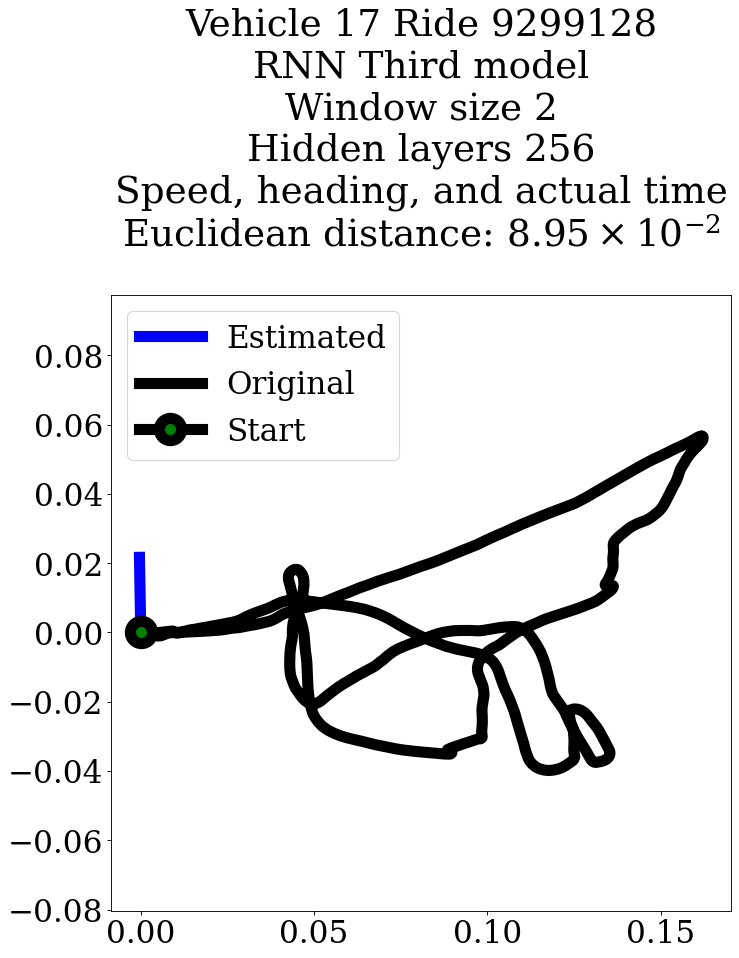 Vehicle 17 Ride 9299128
RNN Third model
Window size 2
Hidden layers 256
Speed, heading, and actual time
Euclidean distance: 8.95 × 10⁻²
Estimated
Original
Start
0.08
0.06
0.04
0.02
0.00
−0.02
−0.04
−0.06
−0.08
0.00 0.05 0.10 0.15